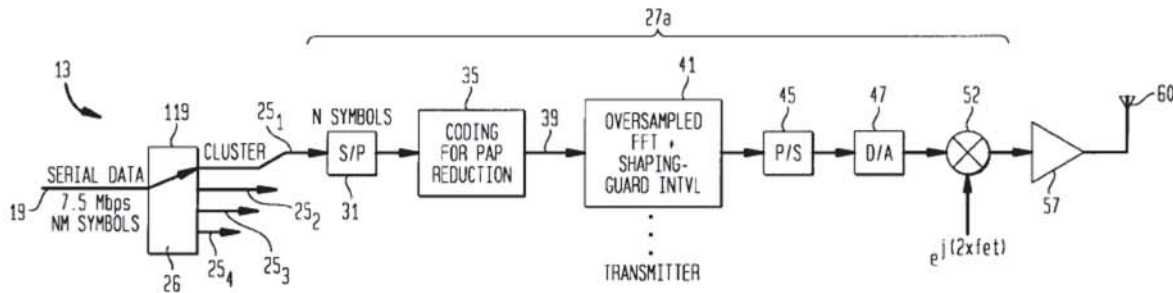 27a
13
119
26
SERIAL DATA
7.5 Mbps
NM SYMBOLS
19
CLUSTER
25₁
25₂
25₃
25₄
N SYMBOLS
S/P
31
35
CODING
FOR PAP
REDUCTION
39
41
OVERSAMPLED
FFT +
SHAPING-
GUARD INTVL
TRANSMITTER
45
P/S
47
D/A
52
e^j(2xfet)
57
60